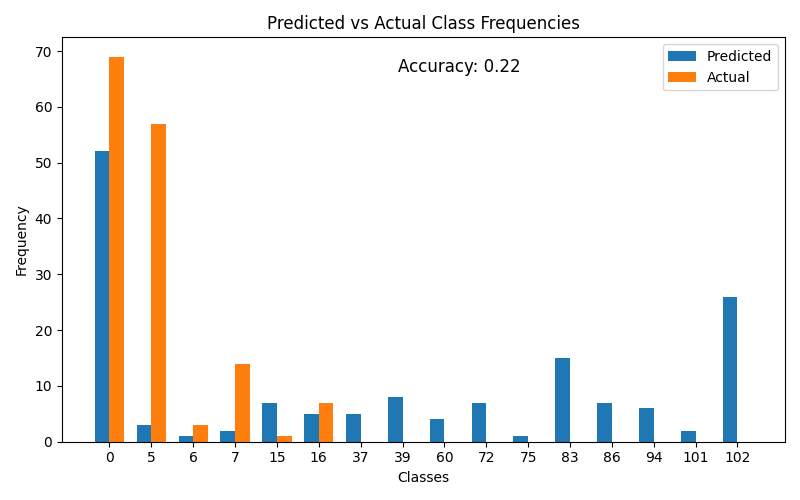 Predicted vs Actual Class Frequencies
Accuracy: 0.22
Predicted
Actual
Frequency
70
60
50
40
30
20
10
0
0 5 6 7 15 16 37 39 60 72 75 83 86 94 101 102
Classes